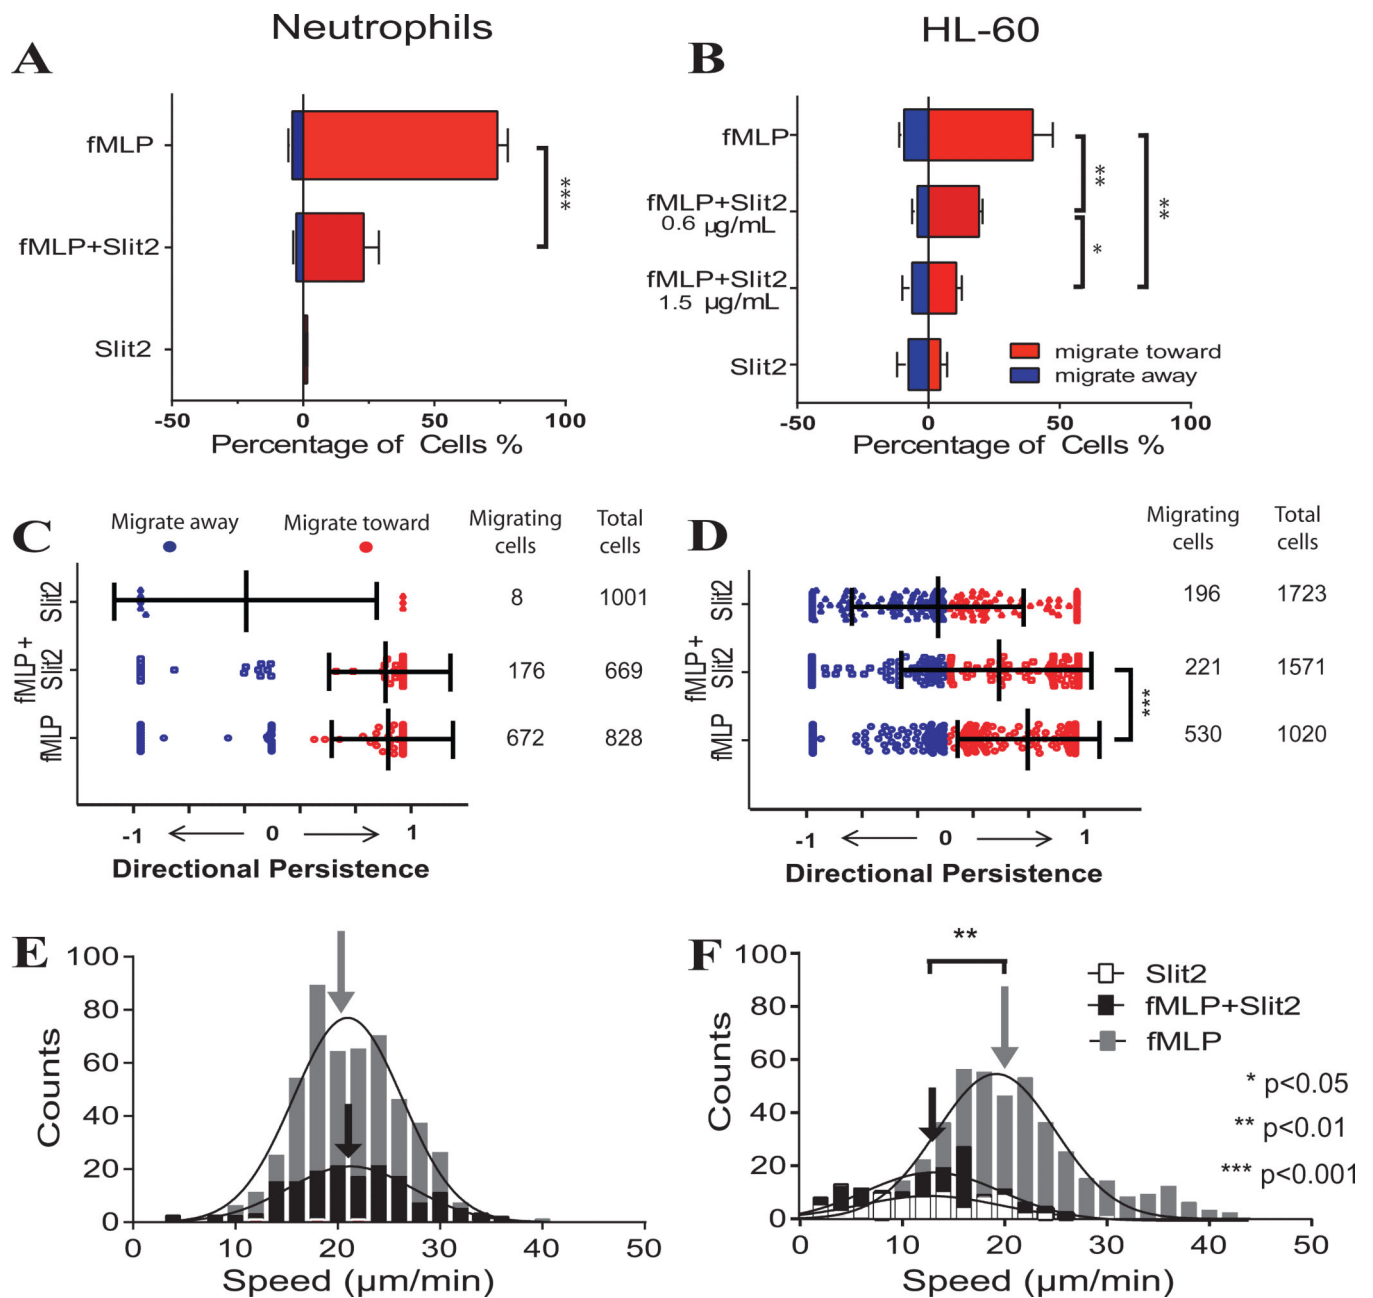 Neutrophils
HL-60
A
fMLP
fMLP+Slit2
Slit2
***
-50 0 50 100
Percentage of Cells %
B
fMLP
fMLP+Slit2
0.6 µg/mL
fMLP+Slit2
1.5 µg/mL
Slit2
**
*
**
migrate toward
migrate away
-50 0 50 100
Percentage of Cells %
C
Migrate away Migrate toward Migrating cells Total cells
Slit2 8 1001
fMLP + Slit2 176 669
fMLP 672 828
-1 0 1
Directional Persistence
D
Migrating cells Total cells
Slit2 196 1723
fMLP + Slit2 221 1571
fMLP 530 1020
***
-1 0 1
Directional Persistence
E
Counts
100
80
60
40
20
0
0 10 20 30 40 50
Speed (µm/min)
F
**
Slit2
fMLP+Slit2
fMLP
* p<0.05
** p<0.01
*** p<0.001
Counts
100
80
60
40
20
0
0 10 20 30 40 50
Speed (µm/min)